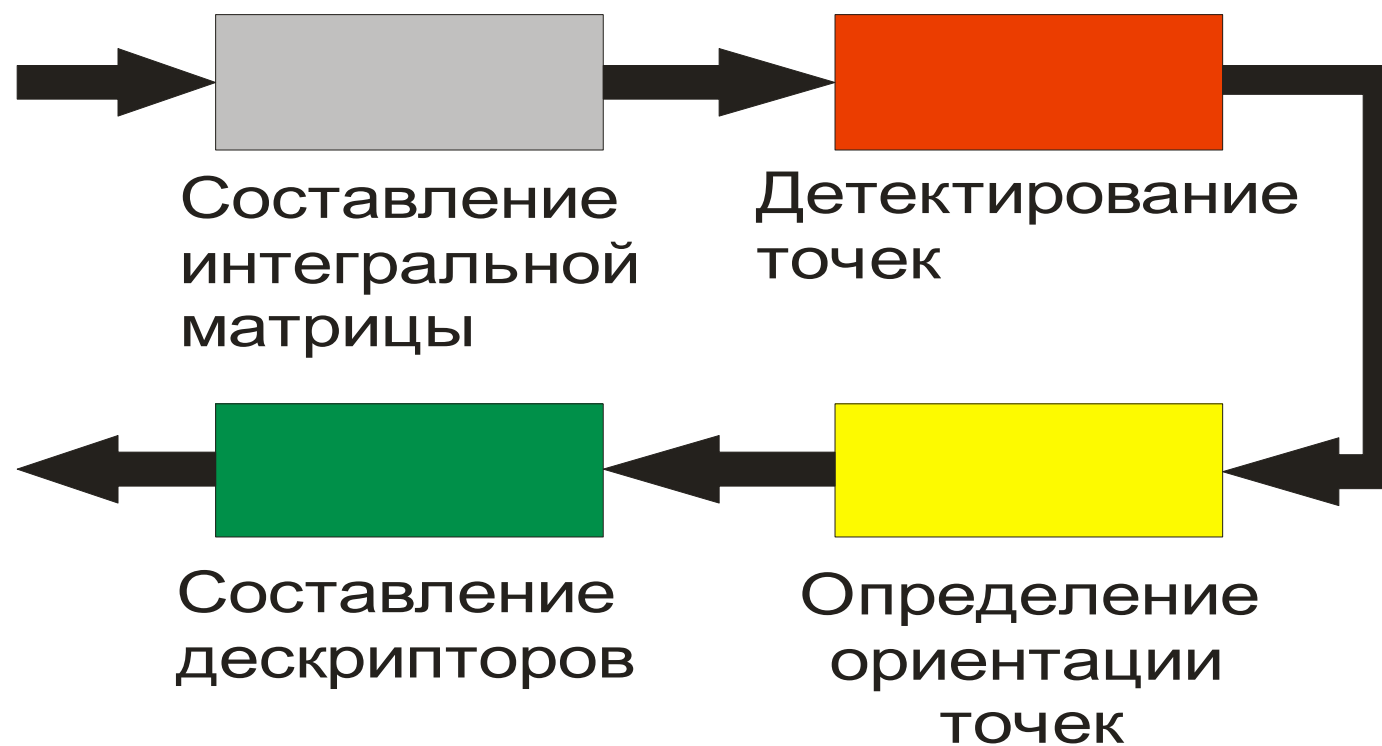 Составление
интегральной
матрицы
Детектирование
точек
Составление
дескрипторов
Определение
ориентации
точек